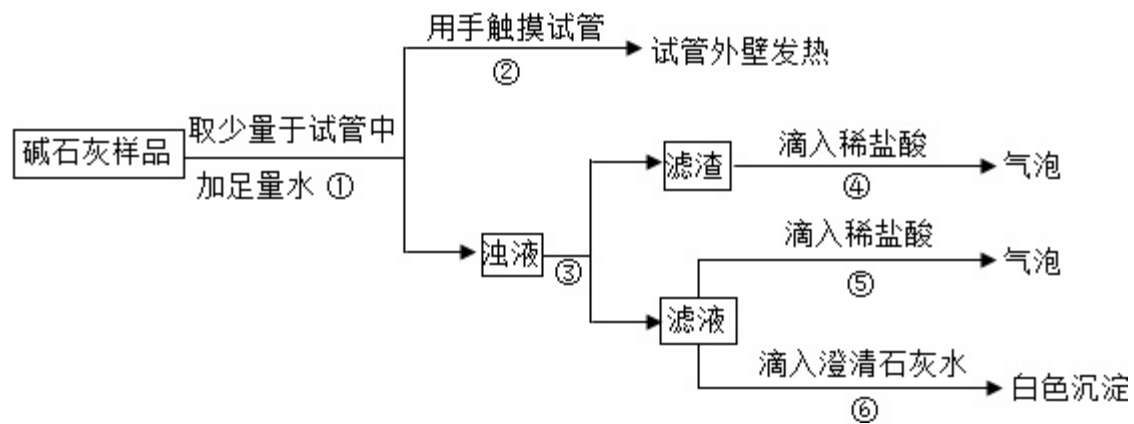 用手触摸试管
②
试管外壁发热
碱石灰样品
取少量于试管中
加足量水 ①
滤渣
滴入稀盐酸
④
气泡
浊液
③
滴入稀盐酸
⑤
气泡
滤液
滴入澄清石灰水
⑥
白色沉淀